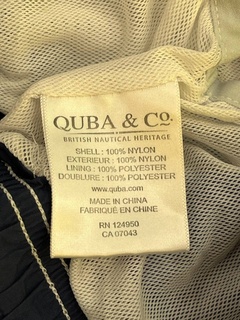 QUBA & Co.
BRITISH NAUTICAL HERITAGE
SHELL : 100% NYLON
EXTERIEUR : 100% NYLON
LINING : 100% POLYESTER
DOUBLURE : 100% POLYESTER
www.quba.com
MADE IN CHINA
FABRIQUÉ EN CHINE
RN 124950
CA 07043